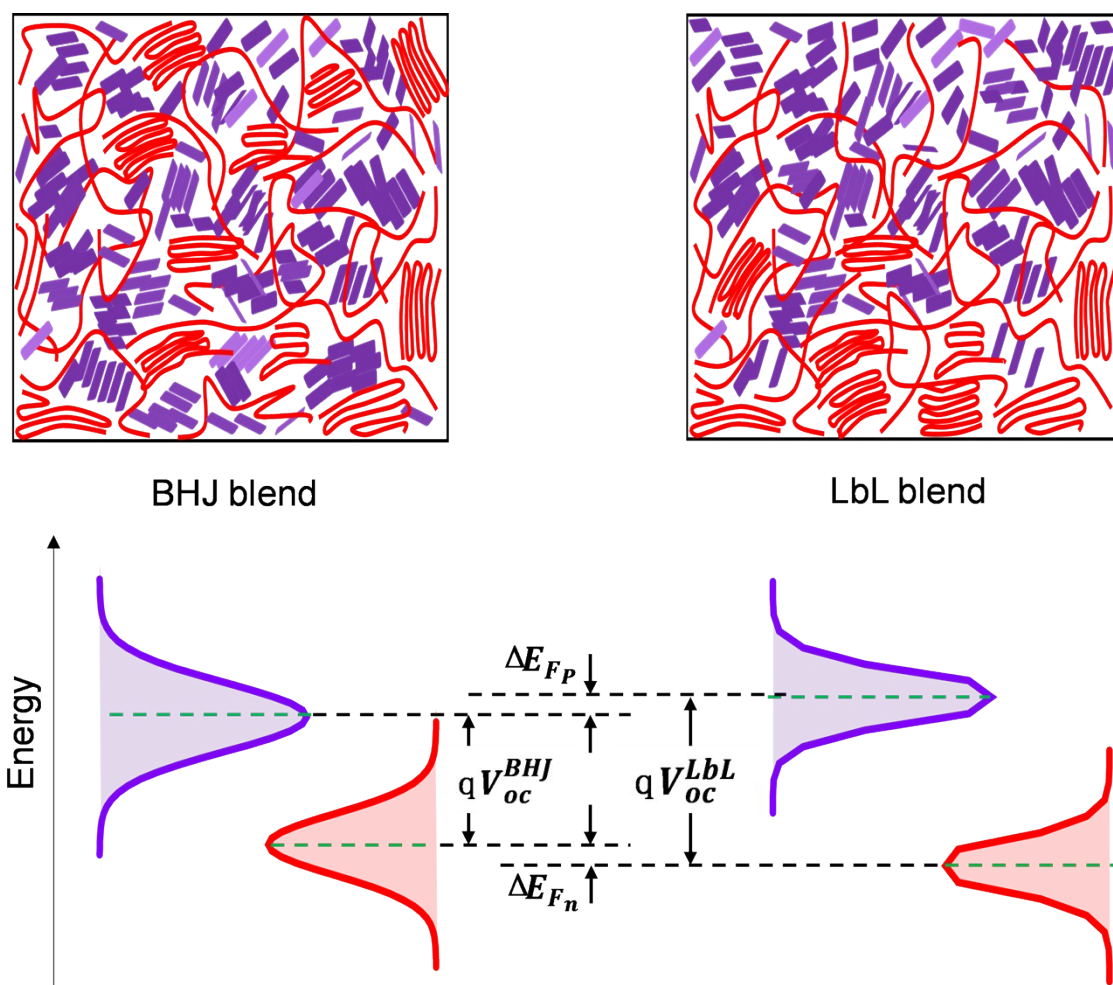 BHJ blend
LbL blend
Energy
ΔE_{F_P}
qV_{oc}^{BHJ}
qV_{oc}^{LbL}
ΔE_{F_n}